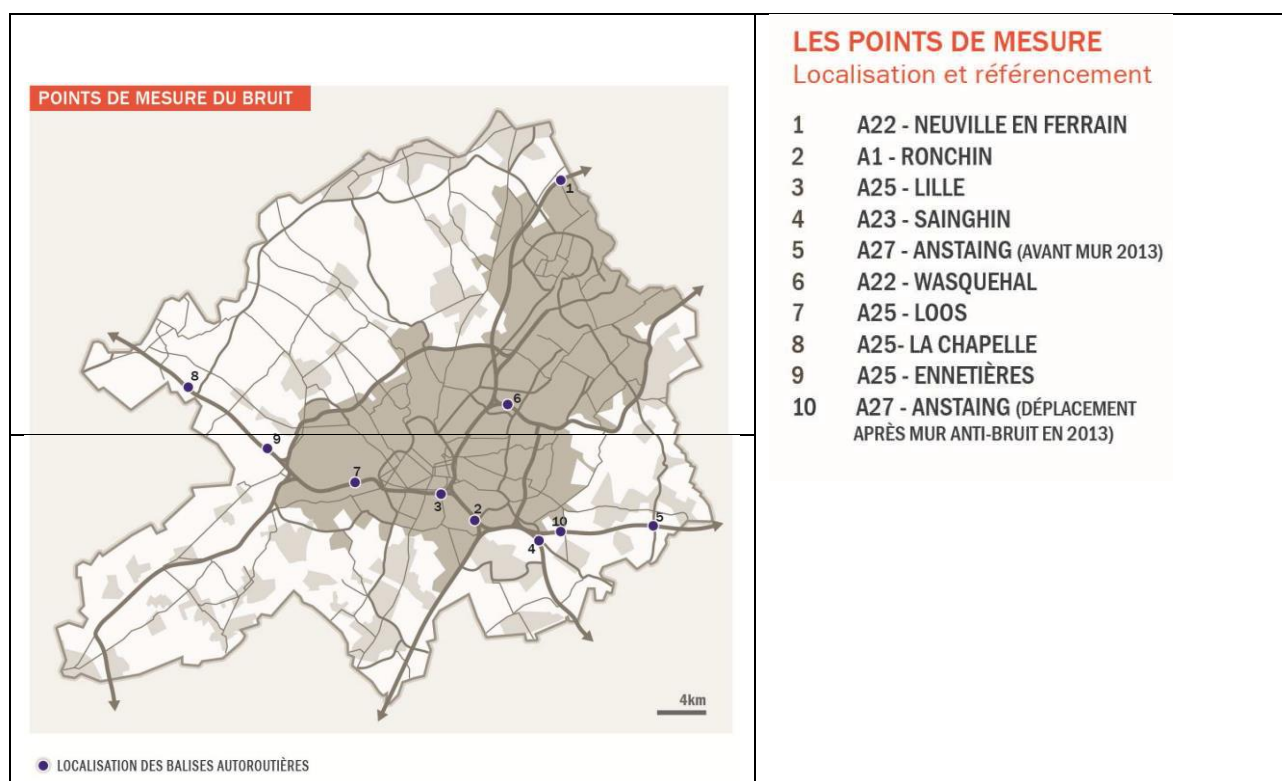 POINTS DE MESURE DU BRUIT
1
8
6
9
7
3
2
10
5
4
4km
LOCALISATION DES BALISES AUTOROUTIÈRES
LES POINTS DE MESURE
Localisation et référencement
1 A22 - NEUVILLE EN FERRAIN
2 A1 - RONCHIN
3 A25 - LILLE
4 A23 - SAINGHIN
5 A27 - ANSTAING (AVANT MUR 2013)
6 A22 - WASQUEHAL
7 A25 - LOOS
8 A25- LA CHAPELLE
9 A25 - ENNETIÈRES
10 A27 - ANSTAING (DÉPLACEMENT
APRÈS MUR ANTI-BRUIT EN 2013)